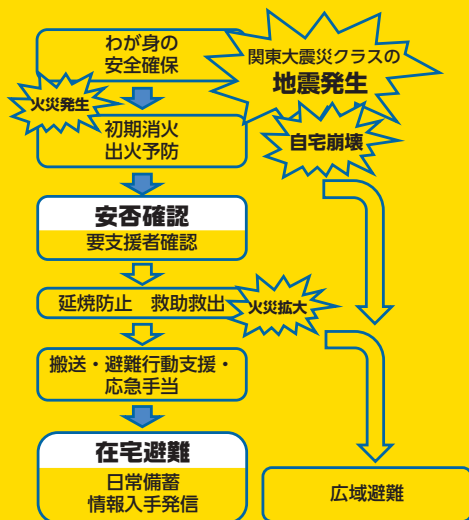 わが身の
安全確保
関東大震災クラスの
地震発生
火災発生
初期消火
出火予防
自宅崩壊
安否確認
要支援者確認
延焼防止 救助救出
火災拡大
搬送・避難行動支援・
応急手当
在宅避難
日常備蓄
情報入手発信
広域避難